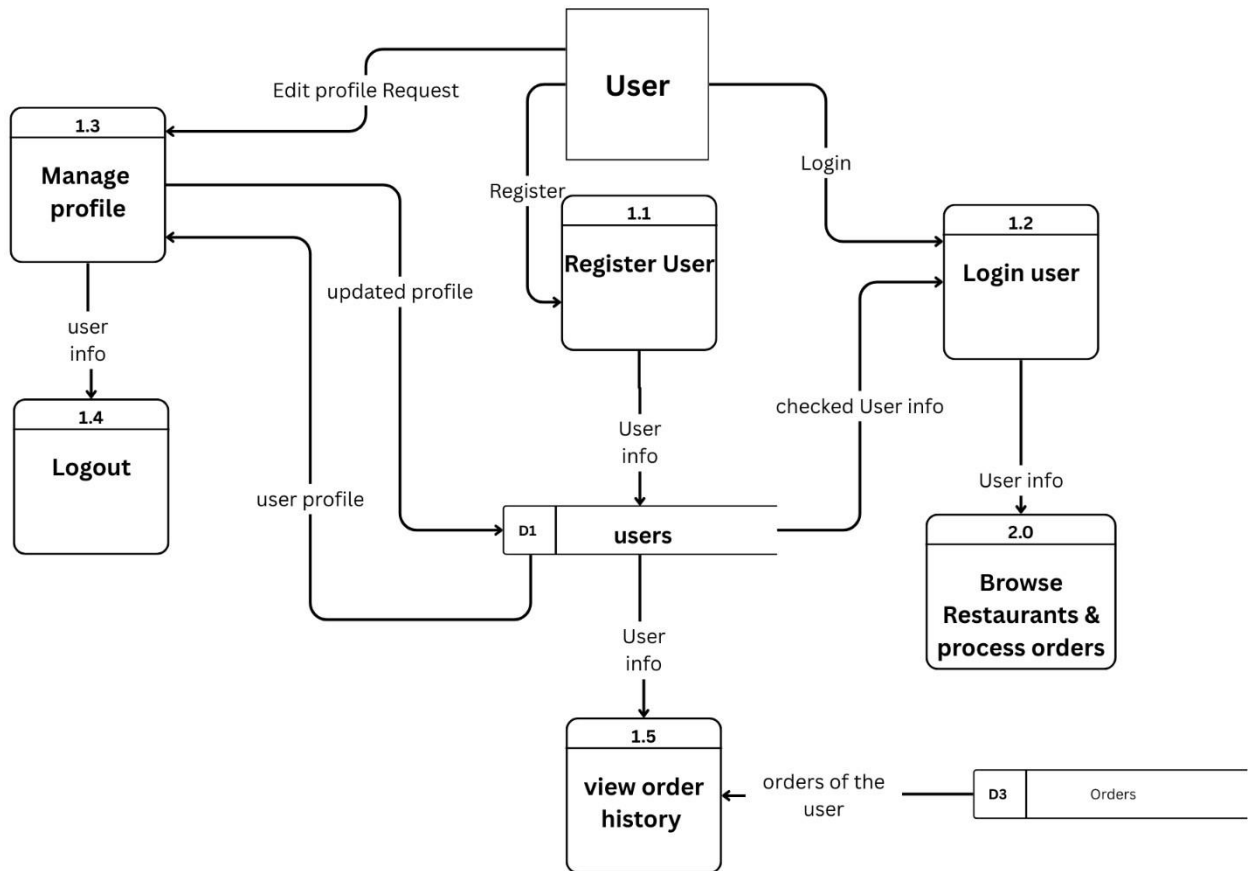 User
Edit profile Request
1.3
Manage
profile
Login
Register
1.1
Register User
1.2
Login user
updated profile
user
info
1.4
Logout
checked User info
User
info
user profile
User info
D1
users
2.0
Browse
Restaurants &
process orders
User
info
1.5
view order
history
orders of the
user
D3
Orders